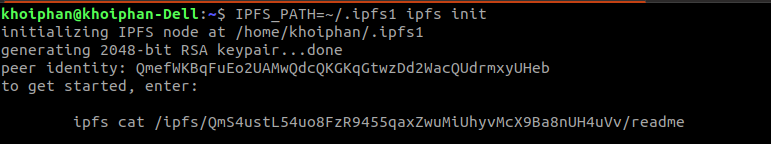 khoiphan@khoiphan-Dell:~$ IPFS_PATH=~/.ipfs1 ipfs init
initializing IPFS node at /home/khoiphan/.ipfs1
generating 2048-bit RSA keypair...done
peer identity: QmefWKBqFuEo2UAMwQdcQKGKqGtwzDd2WacQUdrmxyUHeb
to get started, enter:
ipfs cat /ipfs/QmS4ustL54uo8FzR9455qaxZwuMiUhyvMcX9Ba8nUH4uVv/readme